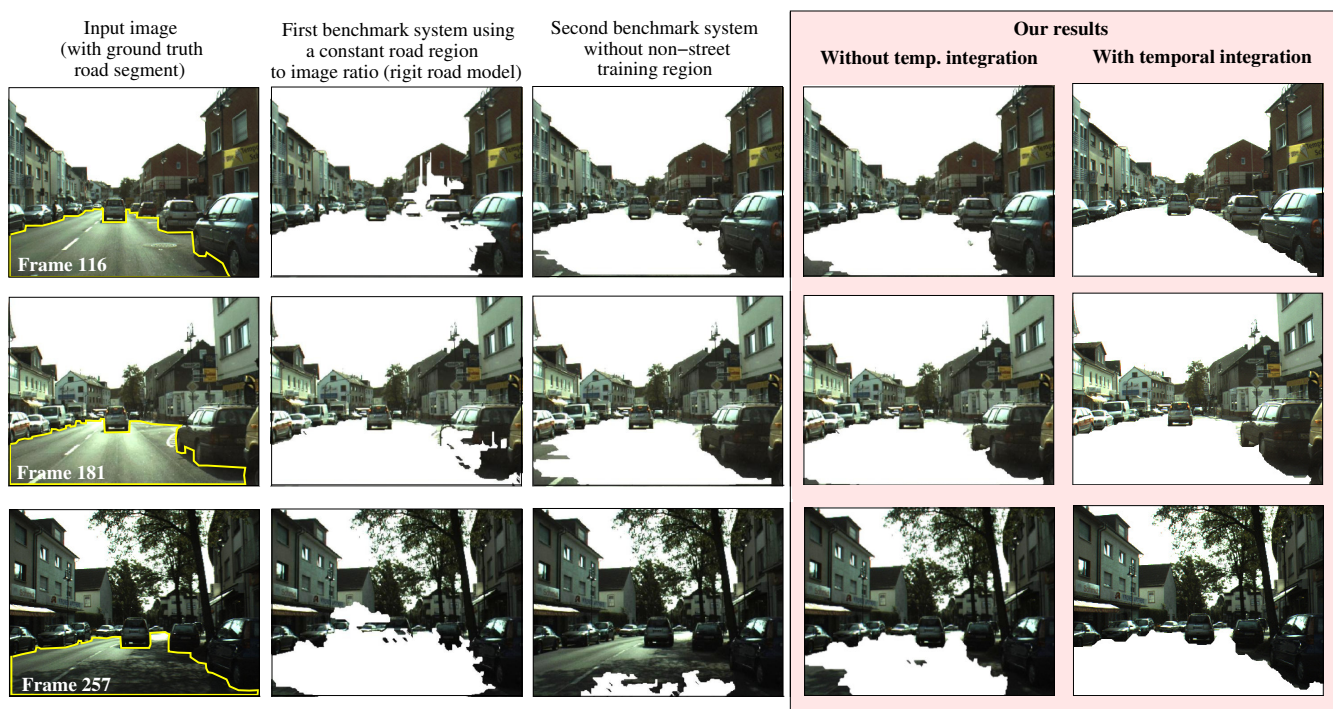 Input image
(with ground truth
road segment)
First benchmark system using
a constant road region
to image ratio (rigit road model)
Second benchmark system
without non−street
training region
Our results
Without temp. integration
With temporal integration
Frame 116
Frame 181
Frame 257